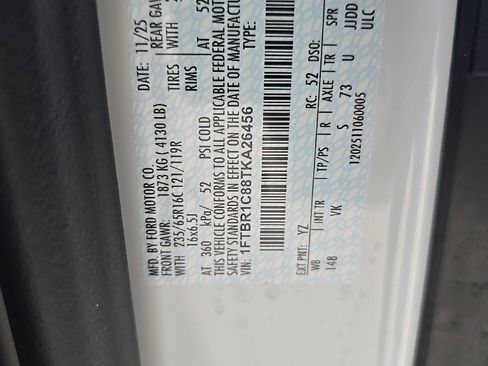 MFD. BY FORD MOTOR CO. DATE: 11/25
FRONT GAWR: 1873 KG ( 4130 LB) REAR GAW
WITH 235/65R16C 121/119R TIRES WITH
16x6.5J RIMS
AT 360 kPa/ 52 PSI COLD AT 52
THIS VEHICLE CONFORMS TO ALL APPLICABLE FEDERAL MOTOR
SAFETY STANDARDS IN EFFECT ON THE DATE OF MANUFACTUR
VIN: 1FTBR1C88TKA26456 TYPE:
EXT PNT: YZ RC: 52 DSO:
WB INT TR TP/PS R AXLE TR SPR
148 VK S 73 U JJDD
1202511060005 ULC